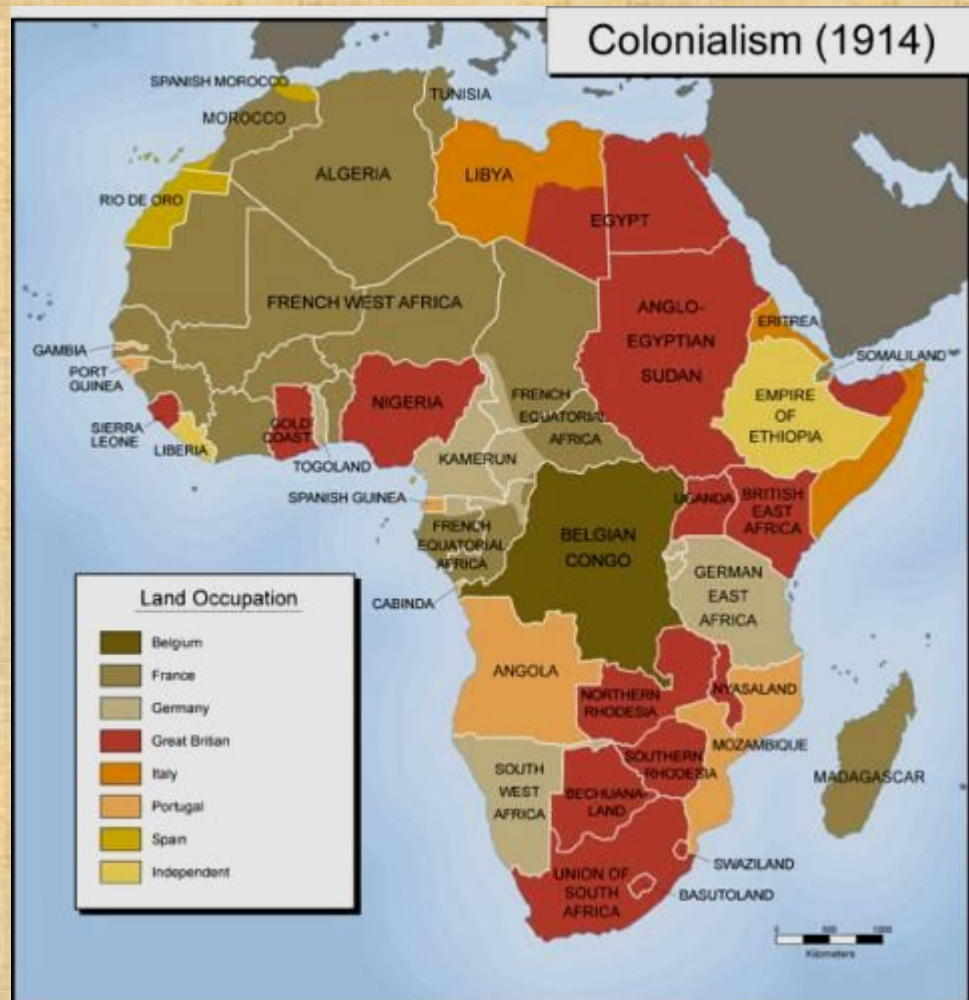 Colonialism (1914)
SPANISH MOROCCO
MOROCCO
TUNISIA
ALGERIA
LIBYA
EGYPT
RIO DE ORO
FRENCH WEST AFRICA
ANGLO-
EGYPTIAN
SUDAN
ERITREA
SOMALILAND
GAMBIA
PORT
GUINEA
SIERRA
LEONE
LIBERIA
GOLD
COAST
TOGOLAND
NIGERIA
KAMERUN
FRENCH
EQUATORIAL
AFRICA
EMPIRE
OF
ETHIOPIA
SPANISH GUINEA
FRENCH
EQUATORIAL
AFRICA
CABINDA
BELGIAN
CONGO
UGANDA
BRITISH
EAST
AFRICA
GERMAN
EAST
AFRICA
ANGOLA
NORTHERN
RHODESIA
NYASALAND
MOZAMBIQUE
SOUTHERN
RHODESIA
MADAGASCAR
SOUTH
WEST
AFRICA
BECHUANA-
LAND
SWAZILAND
BASUTOLAND
UNION OF
SOUTH
AFRICA
Land Occupation
Belgium
France
Germany
Great Britian
Italy
Portugal
Spain
Independent
0 500 1000
Kilometers